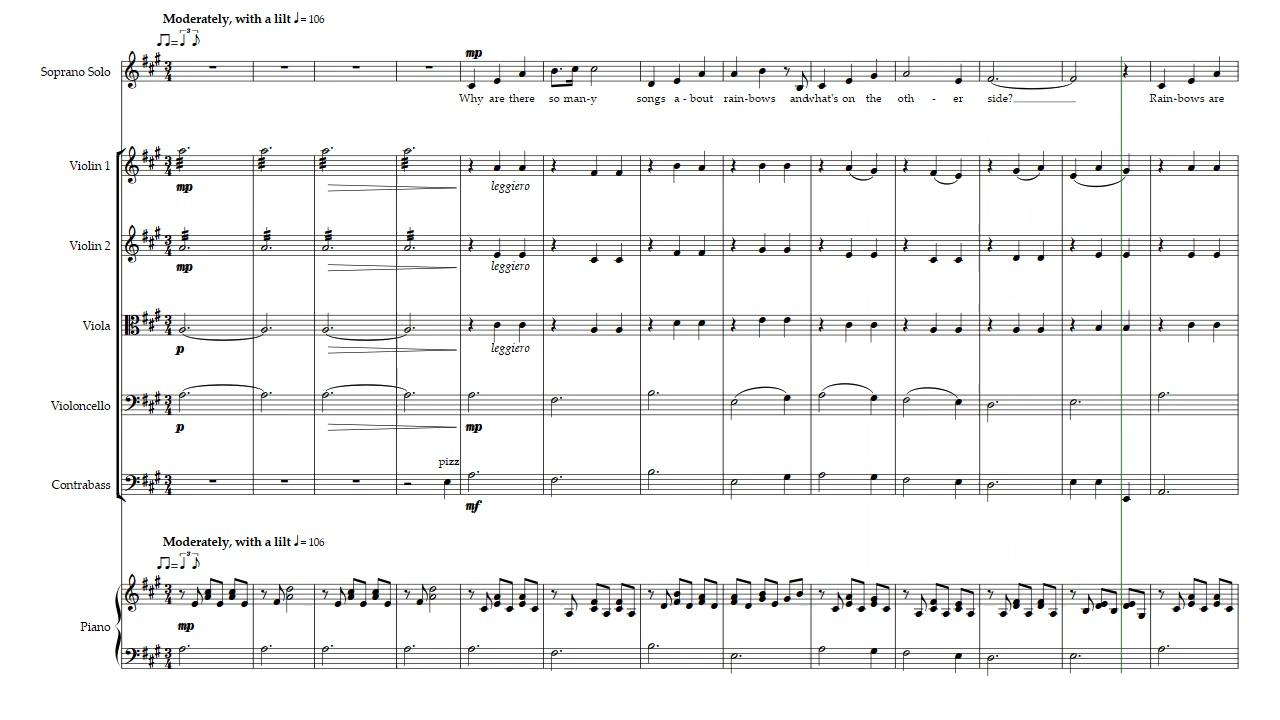 Moderately, with a lilt ♩= 106
3
Soprano Solo
mp
Why are there so man-y songs a - bout rain-bows andwhat's on the oth - er side? Rain-bows are
Violin 1
mp
leggiero
Violin 2
mp
leggiero
Viola
p
leggiero
Violoncello
p
mp
pizz
Contrabass
mf
Moderately, with a lilt ♩= 106
3
Piano
mp